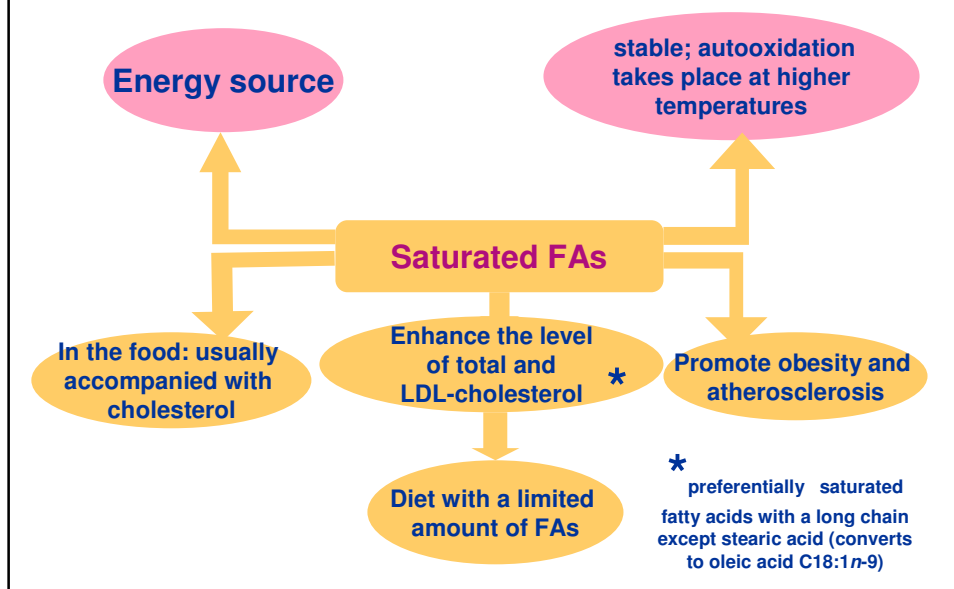 Energy source
stable; autooxidation
takes place at higher
temperatures
Saturated FAs
In the food: usually
accompanied with
cholesterol
Enhance the level
of total and
LDL-cholesterol *
Promote obesity and
atherosclerosis
Diet with a limited
amount of FAs
* preferentially saturated
fatty acids with a long chain
except stearic acid (converts
to oleic acid C18:1n-9)